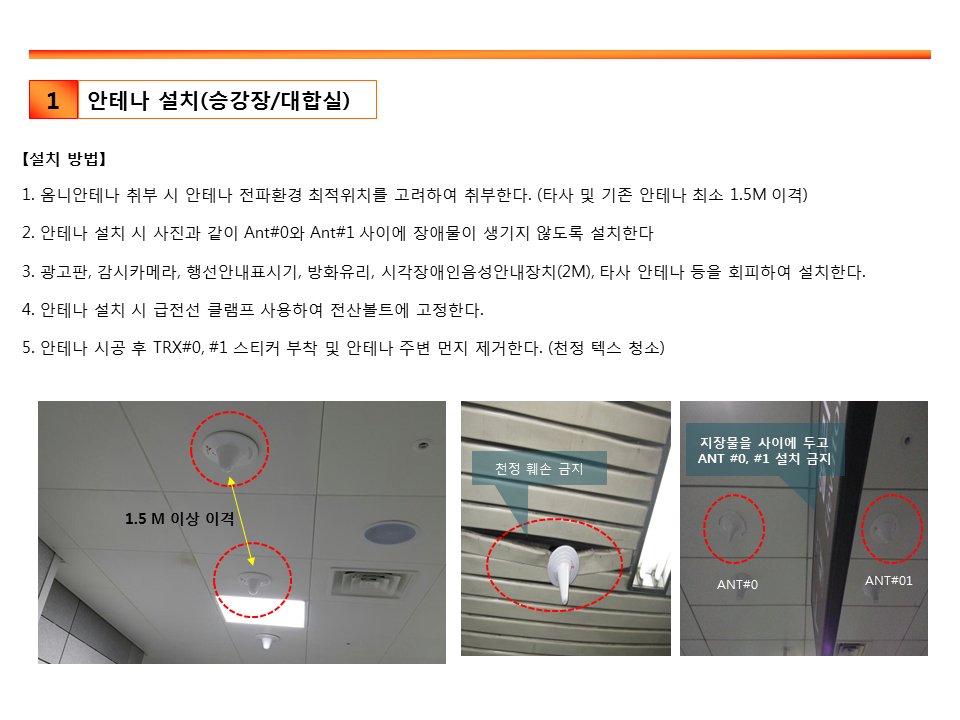 1
안테나 설치(승강장/대합실)
【설치 방법】
1. 옴니안테나 취부 시 안테나 전파환경 최적위치를 고려하여 취부한다. (타사 및 기존 안테나 최소 1.5M 이격)
2. 안테나 설치 시 사진과 같이 Ant#0와 Ant#1 사이에 장애물이 생기지 않도록 설치한다
3. 광고판, 감시카메라, 행선안내표시기, 방화유리, 시각장애인음성안내장치(2M), 타사 안테나 등을 회피하여 설치한다.
4. 안테나 설치 시 급전선 클램프 사용하여 전산볼트에 고정한다.
5. 안테나 시공 후 TRX#0, #1 스티커 부착 및 안테나 주변 먼지 제거한다. (천정 텍스 청소)
1.5 M 이상 이격
천정 훼손 금지
지장물을 사이에 두고
ANT #0, #1 설치 금지
ANT#0
ANT#01